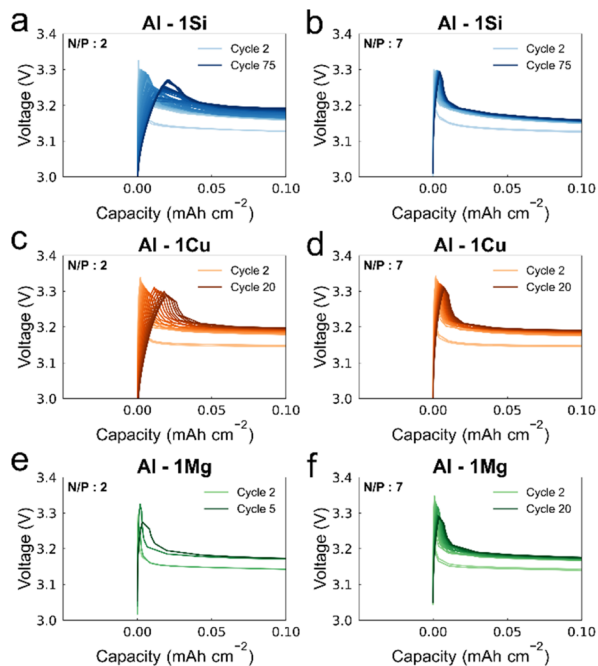 a
Al - 1Si
N/P : 2
Cycle 2
Cycle 75
Voltage (V)
3.4
3.3
3.2
3.1
3.0
0.00
0.05
0.10
Capacity (mAh cm⁻²)
b
Al - 1Si
N/P : 7
Cycle 2
Cycle 75
Voltage (V)
3.4
3.3
3.2
3.1
3.0
0.00
0.05
0.10
Capacity (mAh cm⁻²)
c
Al - 1Cu
N/P : 2
Cycle 2
Cycle 20
Voltage (V)
3.4
3.3
3.2
3.1
3.0
0.00
0.05
0.10
Capacity (mAh cm⁻²)
d
Al - 1Cu
N/P : 7
Cycle 2
Cycle 20
Voltage (V)
3.4
3.3
3.2
3.1
3.0
0.00
0.05
0.10
Capacity (mAh cm⁻²)
e
Al - 1Mg
N/P : 2
Cycle 2
Cycle 5
Voltage (V)
3.4
3.3
3.2
3.1
3.0
0.00
0.05
0.10
Capacity (mAh cm⁻²)
f
Al - 1Mg
N/P : 7
Cycle 2
Cycle 20
Voltage (V)
3.4
3.3
3.2
3.1
3.0
0.00
0.05
0.10
Capacity (mAh cm⁻²)